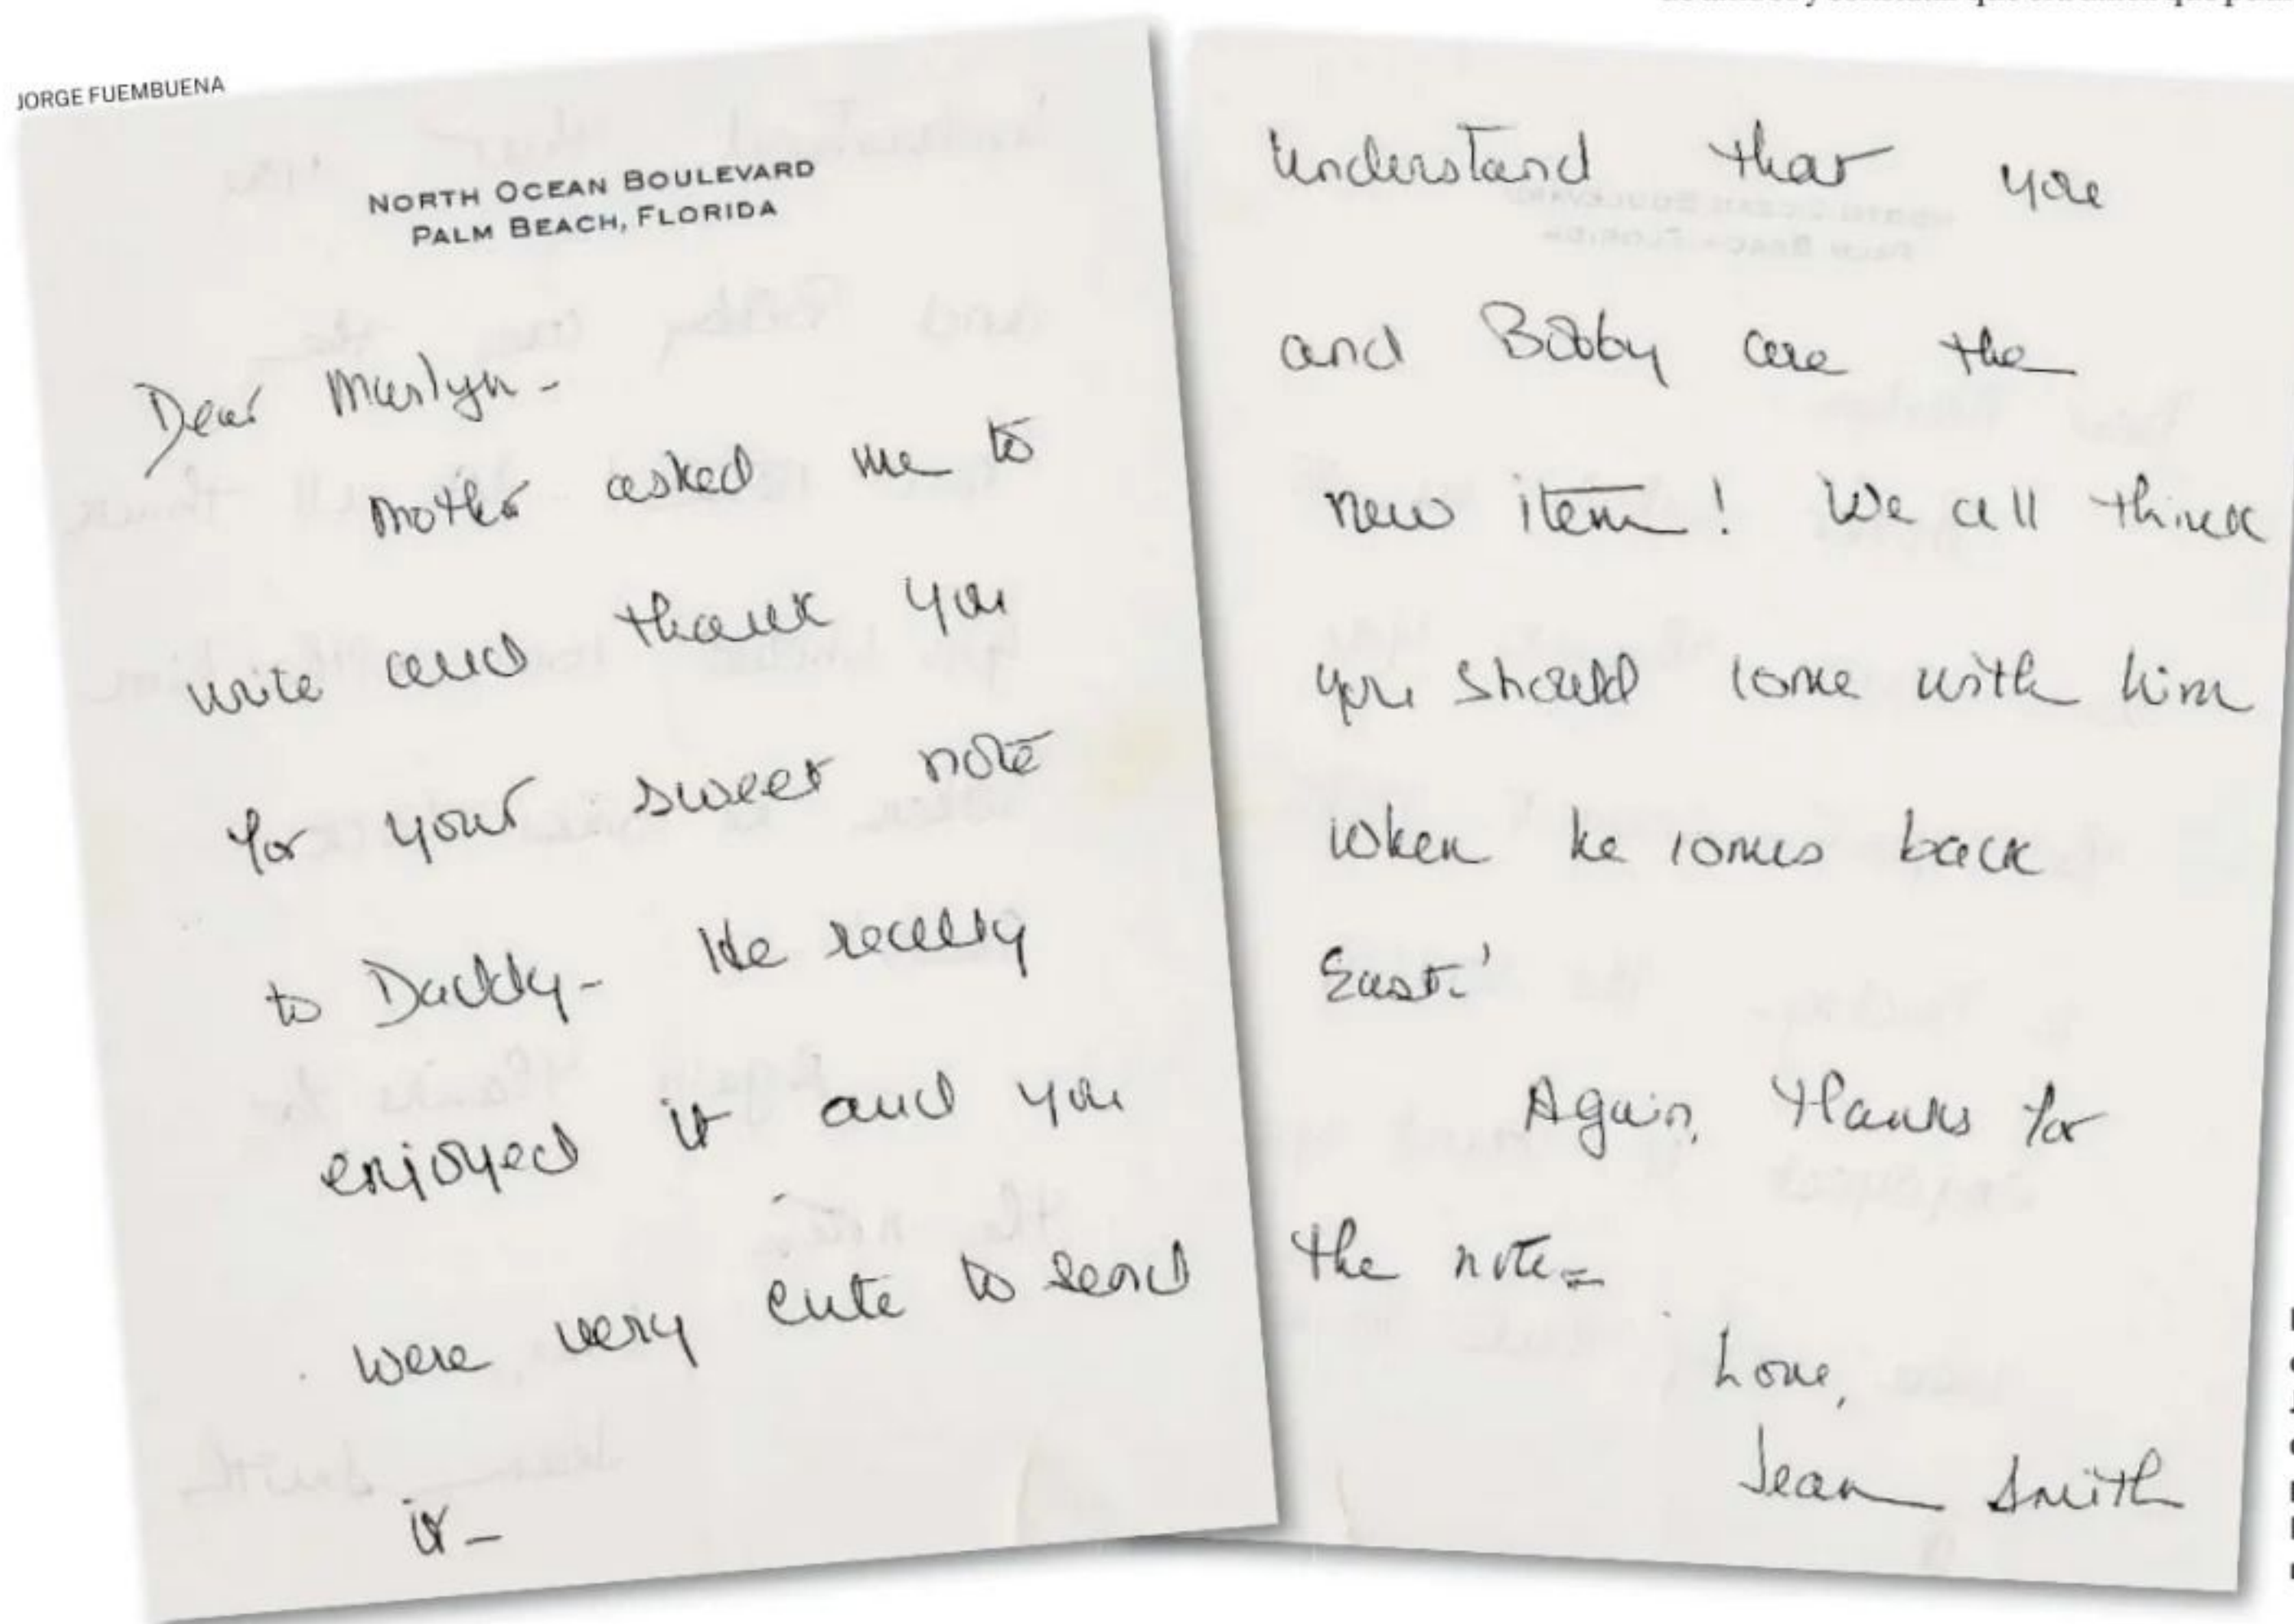 JORGE FUEMBUENA
NORTH OCEAN BOULEVARD
PALM BEACH, FLORIDA
Dear Marilyn -
Mother asked me to
write and thank you
for your sweet note
to Daddy - He really
enjoyed it and you
were very cute to send
it -
Understand that you
and Bobby are the
new item! We all think
you should come with him
when he comes back
East!
Again, thanks for
the note -
Love,
Jean Smith